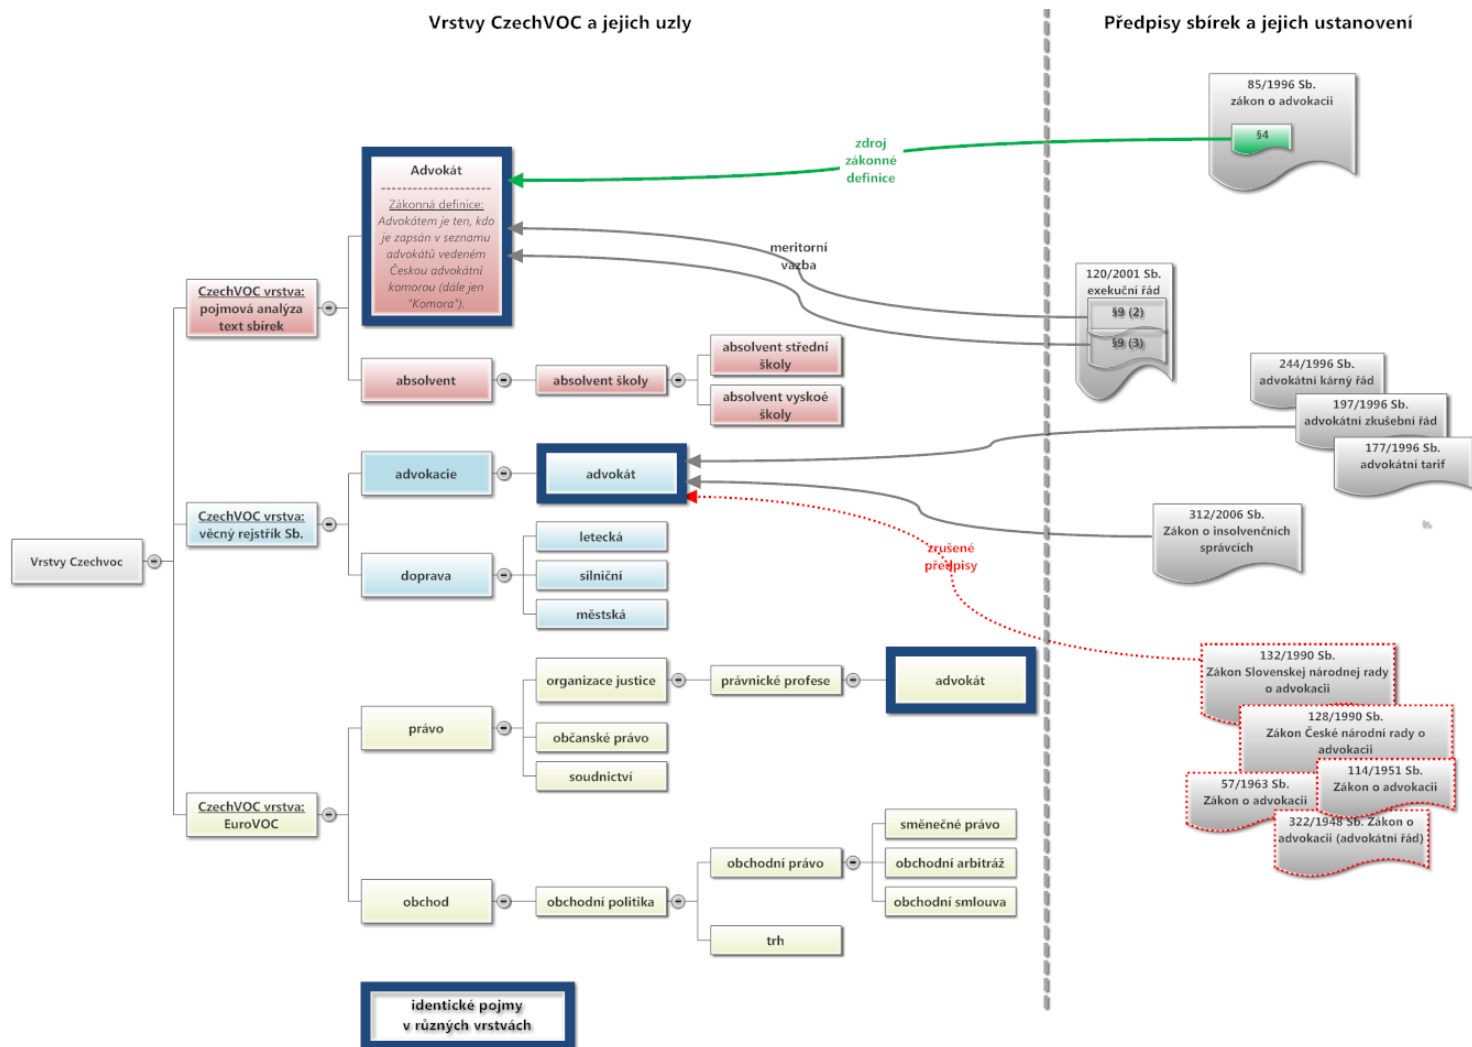 Vrstvy CzechVOC a jejich uzly
Předpisy sbírek a jejich ustanovení
85/1996 Sb.
zákon o advokacii
§4
zdroj
zákonné
definice
Advokát
------------------------
Zákonná definice:
Advokátem je ten, kdo
je zapsán v seznamu
advokátů vedeném
Českou advokátní
komorou (dále jen
"Komora").
meritorní
vazba
120/2001 Sb.
exekuční řád
§9 (2)
§9 (3)
CzechVOC vrstva:
pojmová analýza
text sbírek
absolvent
absolvent školy
absolvent střední
školy
absolvent vyskoé
školy
244/1996 Sb.
advokátní kárný řád
197/1996 Sb.
advokátní zkušební řád
177/1996 Sb.
advokátní tarif
advokacie
advokát
CzechVOC vrstva:
věcný rejstřík Sb.
312/2006 Sb.
Zákon o insolvenčních
správcích
Vrstvy Czechvoc
doprava
letecká
silniční
městská
zrušené
předpisy
132/1990 Sb.
Zákon Slovenskej národnej rady
o advokacii
128/1990 Sb.
Zákon České národní rady o
advokacii
114/1951 Sb.
Zákon o advokacii
57/1963 Sb.
Zákon o advokacii
322/1948 Sb. Zákon o
advokacii (advokátní řád)
organizace justice
právnické profese
advokát
právo
občanské právo
soudnictví
CzechVOC vrstva:
EuroVOC
směnečné právo
obchodní právo
obchodní arbitráž
obchod
obchodní politika
obchodní smlouva
trh
identické pojmy
v různých vrstvách